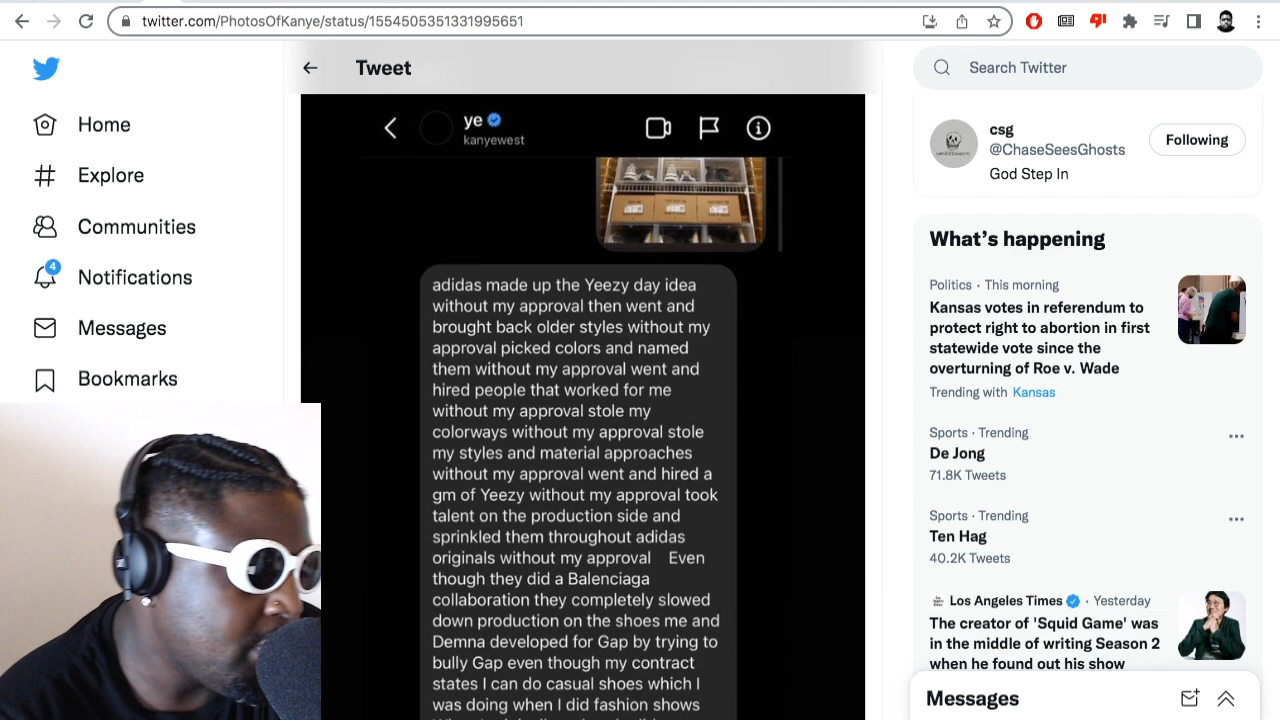 twitter.com/PhotosOfKanye/status/1554505351331995651
Home
Explore
Communities
4
Notifications
Messages
Bookmarks
Tweet
ye
kanyewest
adidas made up the Yeezy day idea
without my approval then went and
brought back older styles without my
approval picked colors and named
them without my approval went and
hired people that worked for me
without my approval stole my
colorways without my approval stole
my styles and material approaches
without my approval went and hired a
gm of Yeezy without my approval took
talent on the production side and
sprinkled them throughout adidas
originals without my approval Even
though they did a Balenciaga
collaboration they completely slowed
down production on the shoes me and
Demna developed for Gap by trying to
bully Gap even though my contract
states I can do casual shoes which I
was doing when I did fashion shows
Search Twitter
csg
@ChaseSeesGhosts
God Step In
Following
What's happening
Politics · This morning
Kansas votes in referendum to
protect right to abortion in first
statewide vote since the
overturning of Roe v. Wade
Trending with Kansas
Sports · Trending
De Jong
71.8K Tweets
Sports · Trending
Ten Hag
40.2K Tweets
Los Angeles Times · Yesterday
The creator of 'Squid Game' was
in the middle of writing Season 2
when he found out his show
Messages